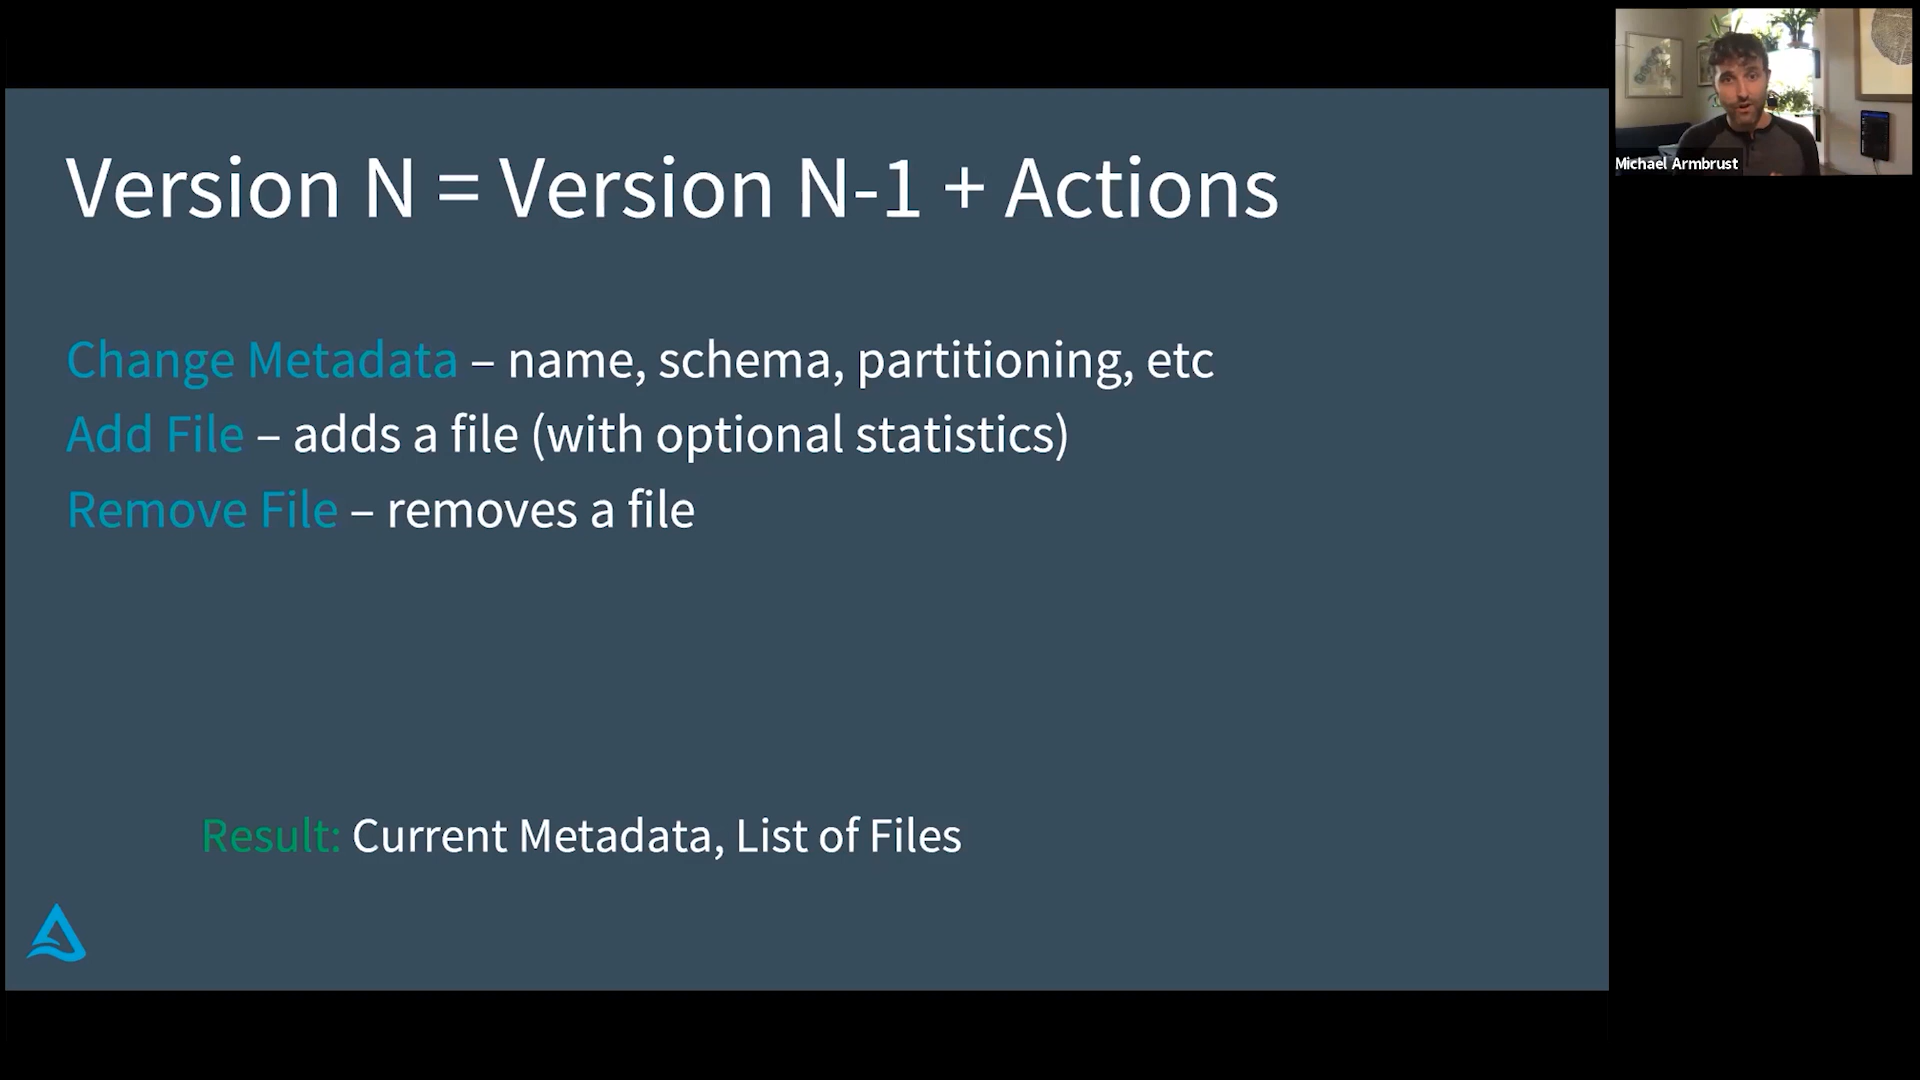 Version N = Version N-1 + Actions
Change Metadata – name, schema, partitioning, etc
Add File – adds a file (with optional statistics)
Remove File – removes a file
Result: Current Metadata, List of Files
Michael Armbrust